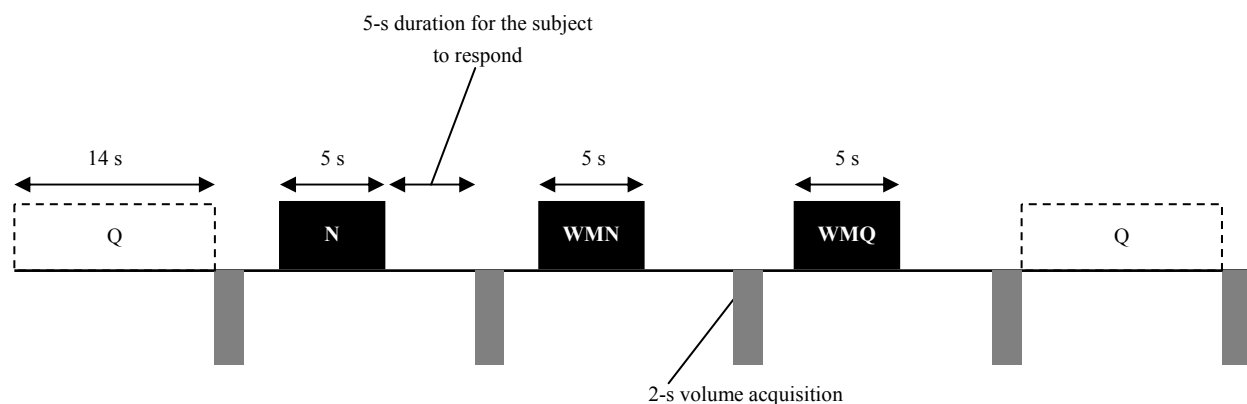 5-s duration for the subject
to respond
14 s
5 s
5 s
5 s
Q
N
WMN
WMQ
Q
2-s volume acquisition